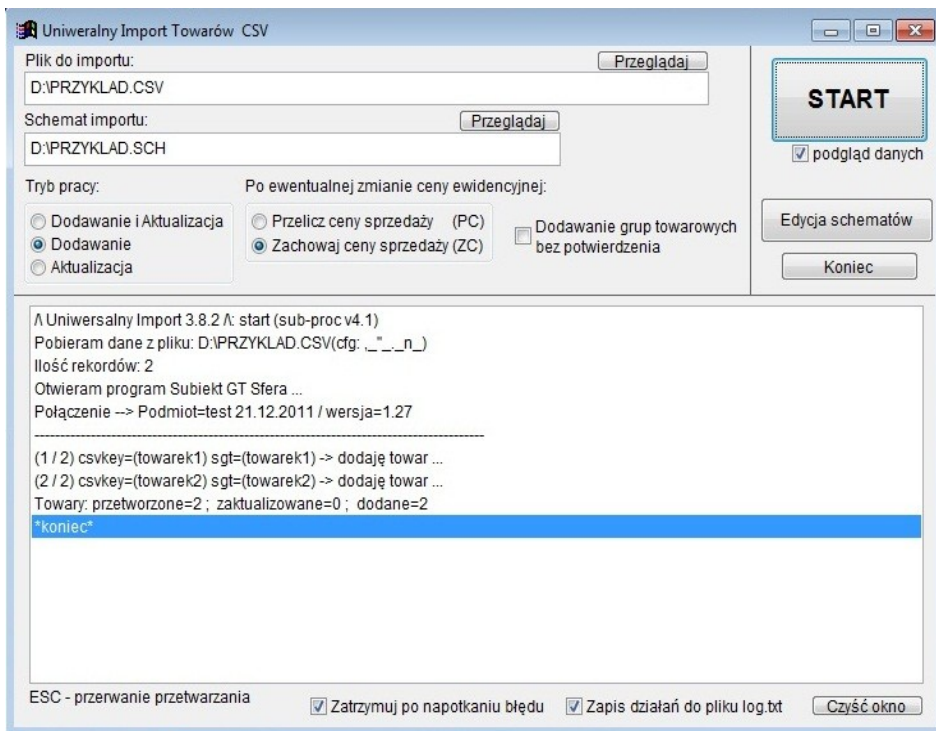 Uniweralny Import Towarów CSV
Plik do importu:
Przeglądaj
D:\PRZYKLAD.CSV
Schemat importu:
Przeglądaj
D:\PRZYKLAD.SCH
START
podgląd danych
Tryb pracy:
Dodawanie i Aktualizacja
Dodawanie
Aktualizacja
Po ewentualnej zmianie ceny ewidencyjnej:
Przelicz ceny sprzedaży (PC)
Zachowaj ceny sprzedaży (ZC)
Dodawanie grup towarowych
bez potwierdzenia
Edycja schematów
Koniec
/\ Uniwersalny Import 3.8.2 /\: start (sub-proc v4.1)
Pobieram dane z pliku: D:\PRZYKLAD.CSV(cfg: ,_"_._n_)
Ilość rekordów: 2
Otwieram program Subiekt GT Sfera ...
Połączenie --> Podmiot=test 21.12.2011 / wersja=1.27
--------------------------------------------------------------------------------
(1 / 2) csvkey=(towarek1) sgt=(towarek1) -> dodaję towar ...
(2 / 2) csvkey=(towarek2) sgt=(towarek2) -> dodaję towar ...
Towary: przetworzone=2 ; zaktualizowane=0 ; dodane=2
*koniec*
ESC - przerwanie przetwarzania
Zatrzymuj po napotkaniu błędu
Zapis działań do pliku log.txt
Czyść okno